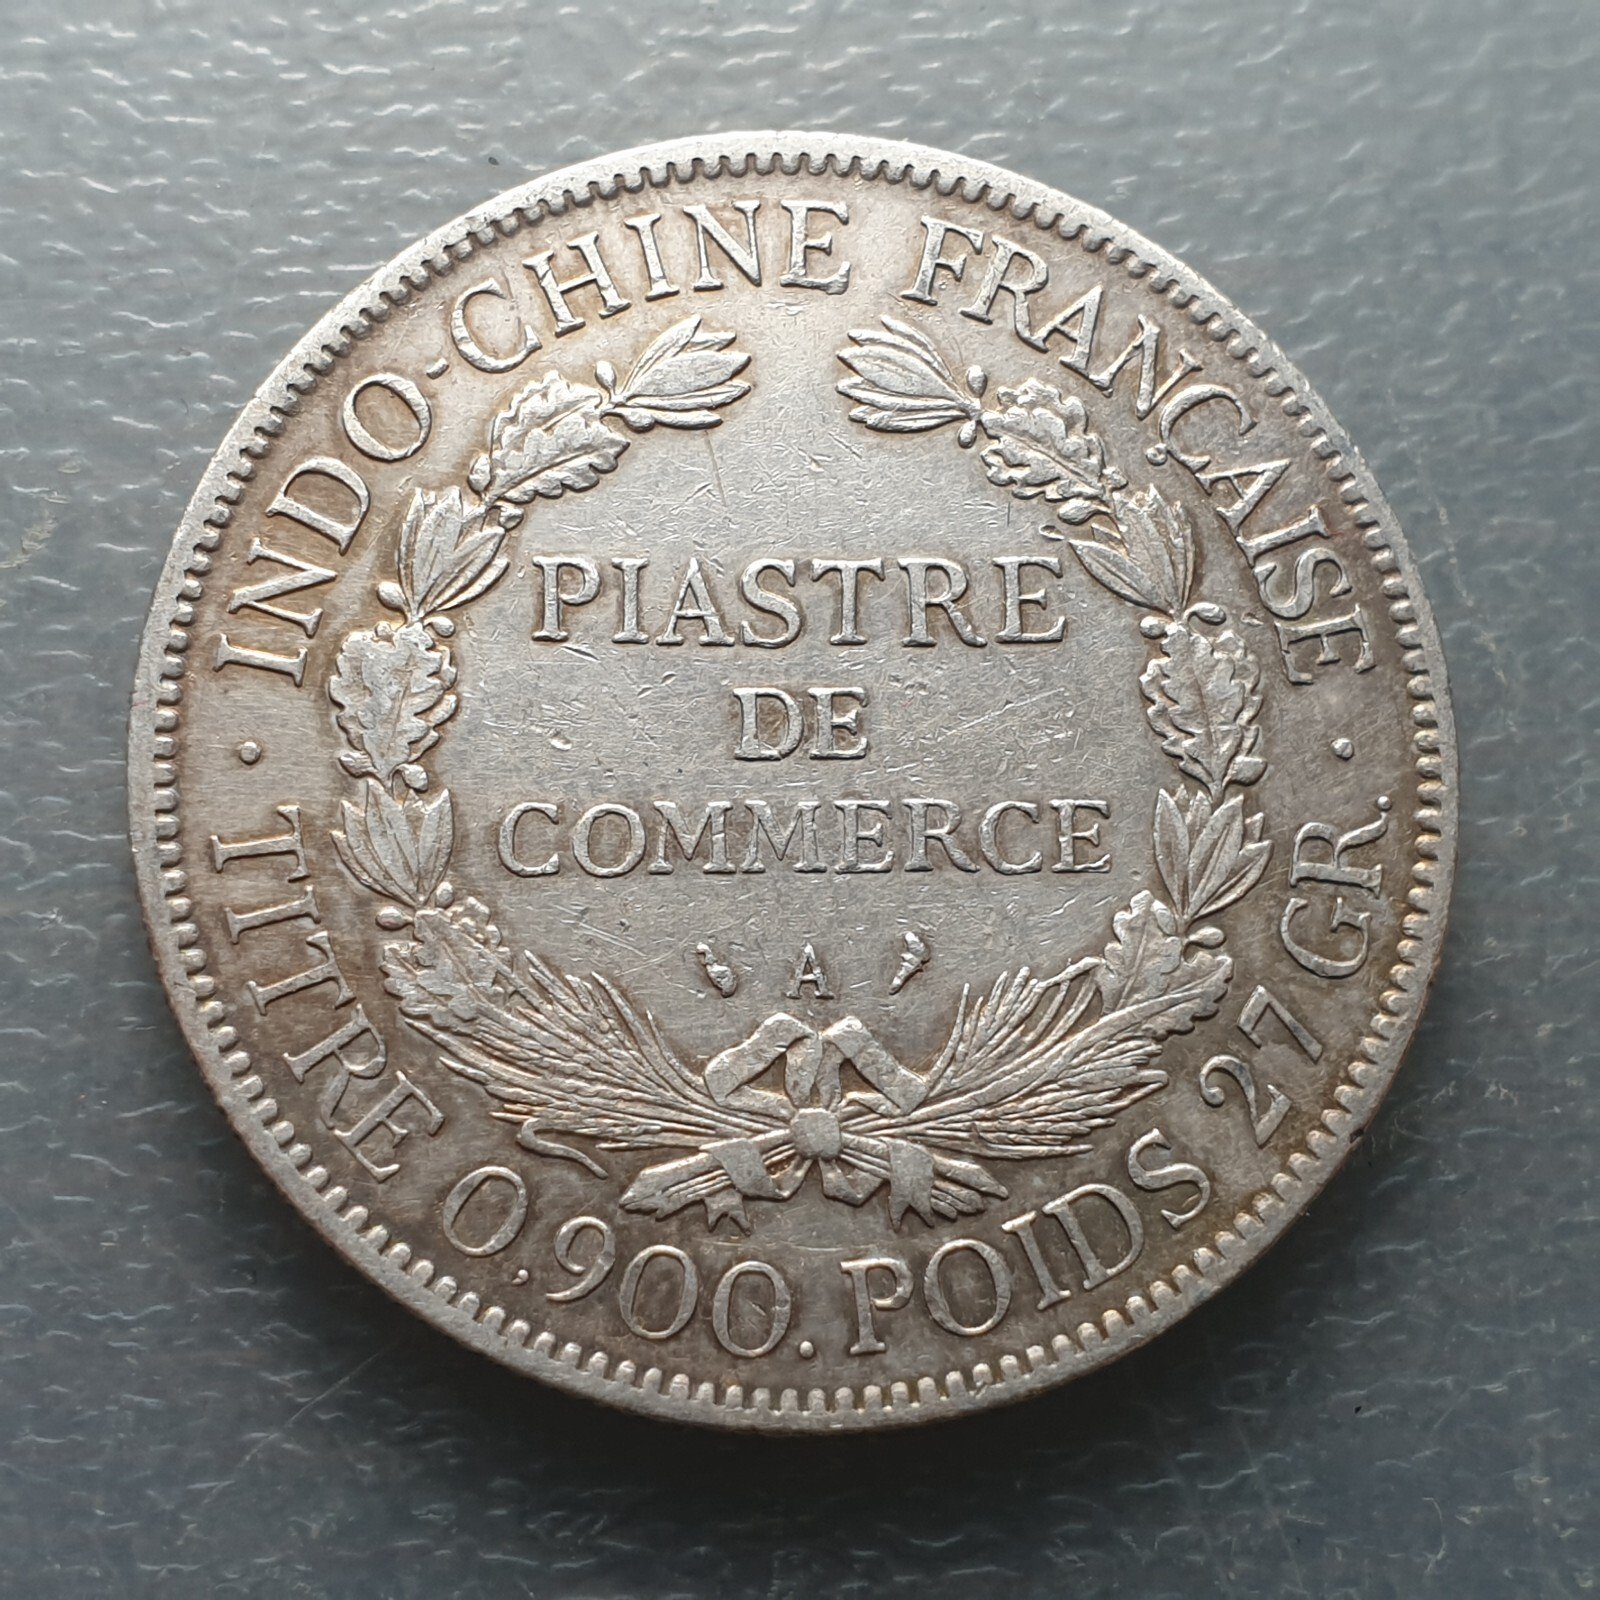 INDO-CHINE FRANÇAISE
PIASTRE
DE
COMMERCE
A
· TITRE 0,900. POIDS 27 GR. ·